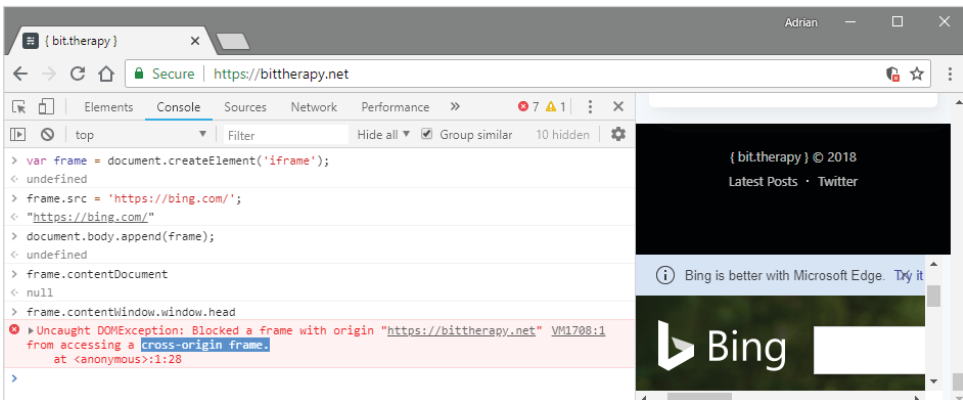 Adrian
{ bit.therapy }
Secure
https://bittherapy.net
Elements Console Sources Network Performance » 7 1
top Filter Hide all Group similar 10 hidden
> var frame = document.createElement('iframe');
< undefined
> frame.src = 'https://bing.com/';
< "https://bing.com/"
> document.body.append(frame);
< undefined
> frame.contentDocument
< null
> frame.contentWindow.window.head
Uncaught DOMException: Blocked a frame with origin "https://bittherapy.net" VM1708:1
from accessing a cross-origin frame.
at <anonymous>:1:28
>
{ bit.therapy } © 2018
Latest Posts · Twitter
Bing is better with Microsoft Edge. Try it
Bing